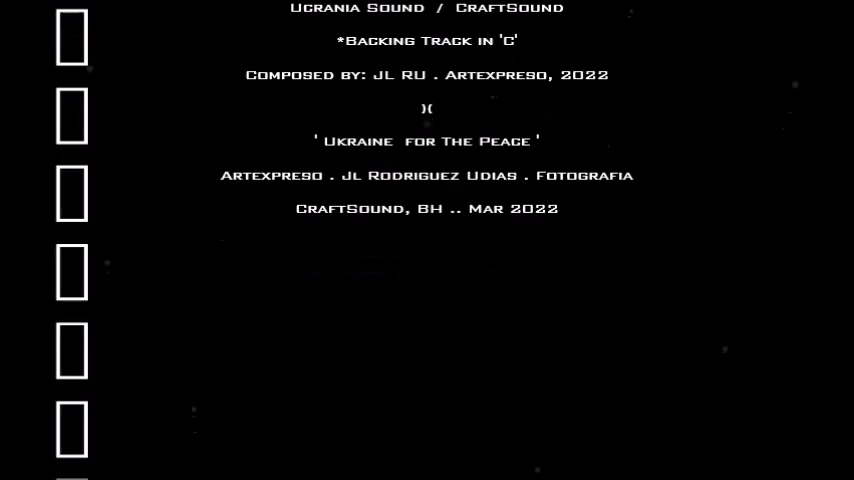 Ucrania Sound / CraftSound
*Backing Track in 'C'
Composed by: JL RU . Artexpreso, 2022
)(
' Ukraine for The Peace '
Artexpreso . JL Rodriguez Udias . Fotografia
CraftSound, BH .. Mar 2022